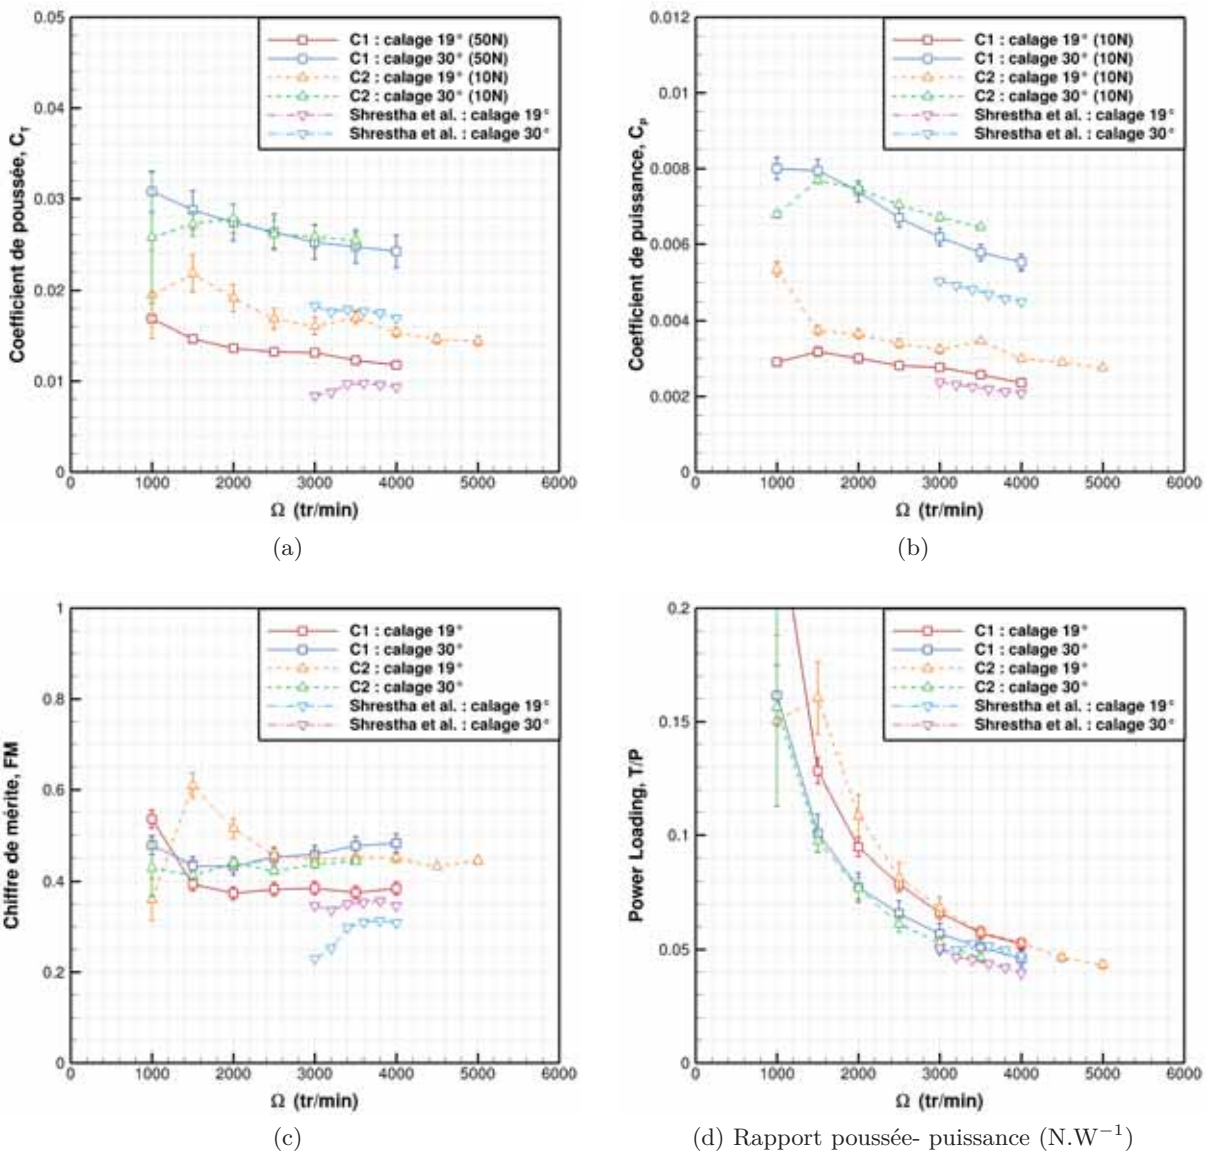 0.05
0.04
0.03
0.02
0.01
0
0 1000 2000 3000 4000 5000 6000
Coefficient de poussée, C_T
Ω (tr/min)
C1 : calage 19° (50N)
C1 : calage 30° (50N)
C2 : calage 19° (10N)
C2 : calage 30° (10N)
Shrestha et al. : calage 19°
Shrestha et al. : calage 30°
(a)
0.012
0.01
0.008
0.006
0.004
0.002
0
0 1000 2000 3000 4000 5000 6000
Coefficient de puissance, C_P
Ω (tr/min)
C1 : calage 19° (10N)
C1 : calage 30° (10N)
C2 : calage 19° (10N)
C2 : calage 30° (10N)
Shrestha et al. : calage 19°
Shrestha et al. : calage 30°
(b)
1
0.8
0.6
0.4
0.2
0
0 1000 2000 3000 4000 5000 6000
Chiffre de mérite, FM
Ω (tr/min)
C1 : calage 19°
C1 : calage 30°
C2 : calage 19°
C2 : calage 30°
Shrestha et al. : calage 19°
Shrestha et al. : calage 30°
(c)
0.2
0.15
0.1
0.05
0
0 1000 2000 3000 4000 5000 6000
Power Loading, T/P
Ω (tr/min)
C1 : calage 19°
C1 : calage 30°
C2 : calage 19°
C2 : calage 30°
Shrestha et al. : calage 19°
Shrestha et al. : calage 30°
(d) Rapport poussée- puissance (N.W⁻¹)